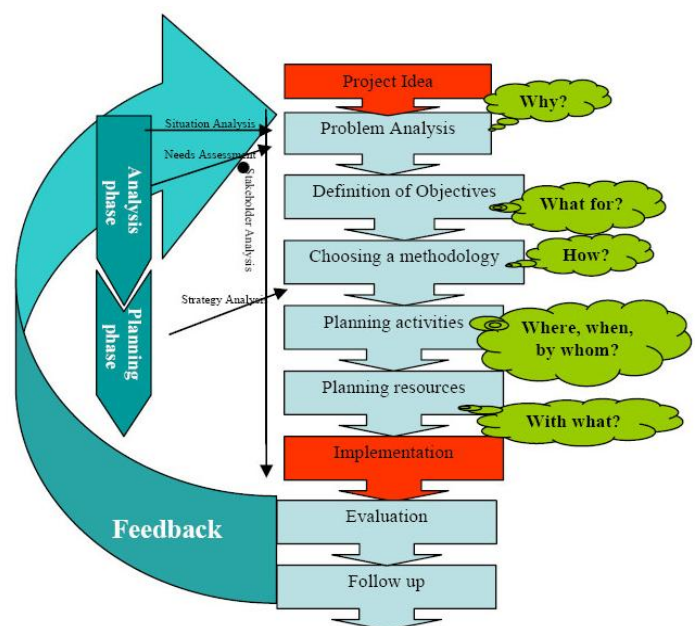 Project Idea
Why?
Situation Analysis
Problem Analysis
Needs Assessment
Stakeholder Analysis
Analysis
phase
Definition of Objectives
What for?
Choosing a methodology
How?
Strategy Analysis
Planning
phase
Planning activities
Where, when,
by whom?
Planning resources
With what?
Implementation
Evaluation
Feedback
Follow up